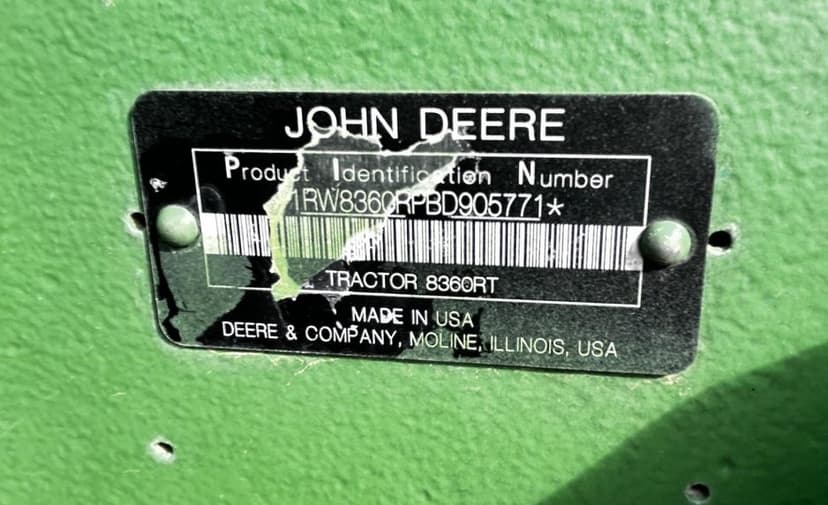 JOHN DEERE
Product Identification Number
1RW8360RPBD905771*
TRACTOR 8360RT
MADE IN USA
DEERE & COMPANY, MOLINE, ILLINOIS, USA